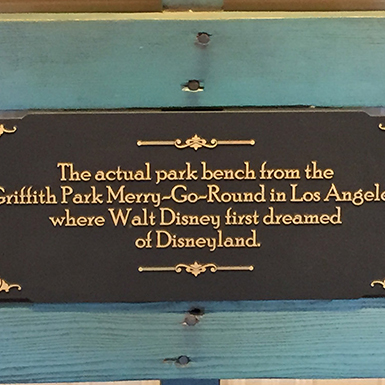 The actual park bench from the
Griffith Park Merry-Go-Round in Los Angeles
where Walt Disney first dreamed
of Disneyland.